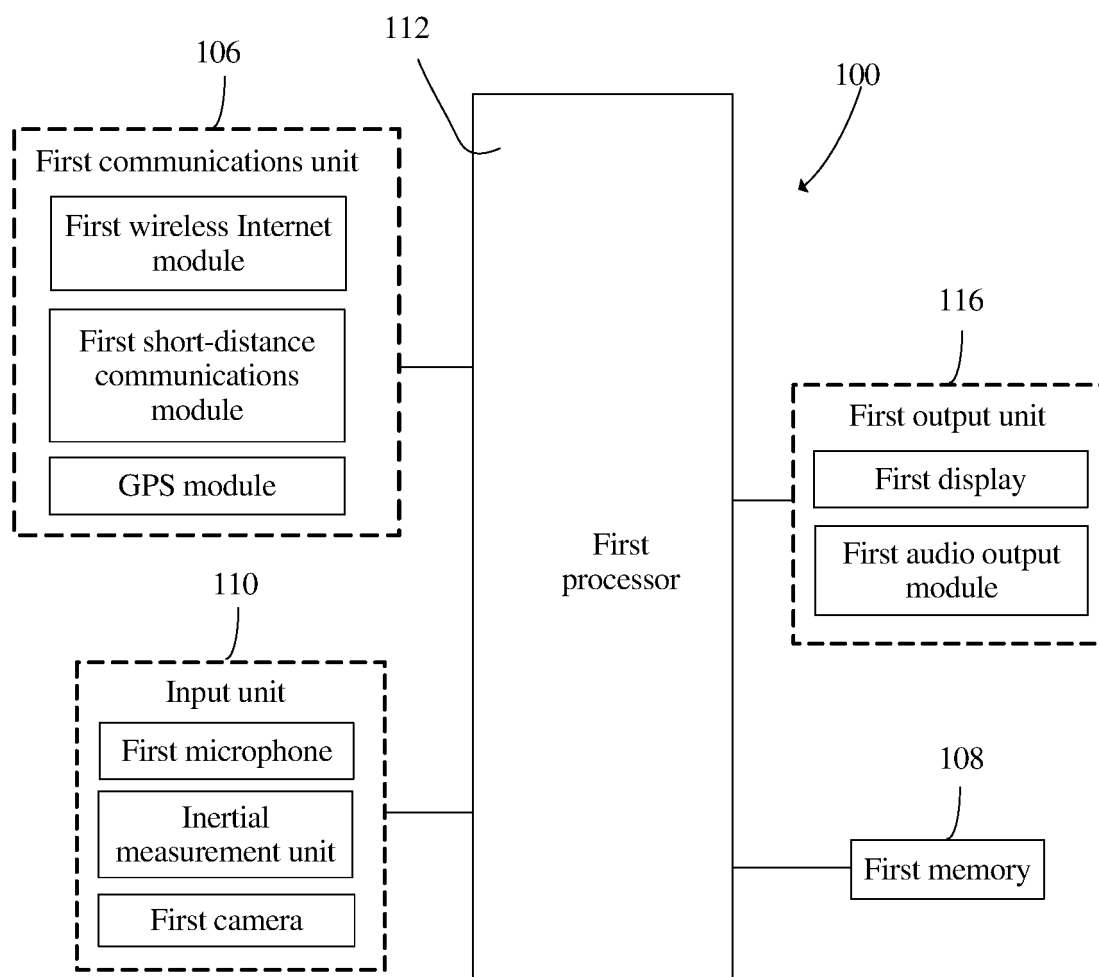 112
106
100
First communications unit
First wireless Internet
module
First short-distance
communications
module
GPS module
116
First output unit
First display
First audio output
module
First
processor
110
Input unit
First microphone
Inertial
measurement unit
First camera
108
First memory